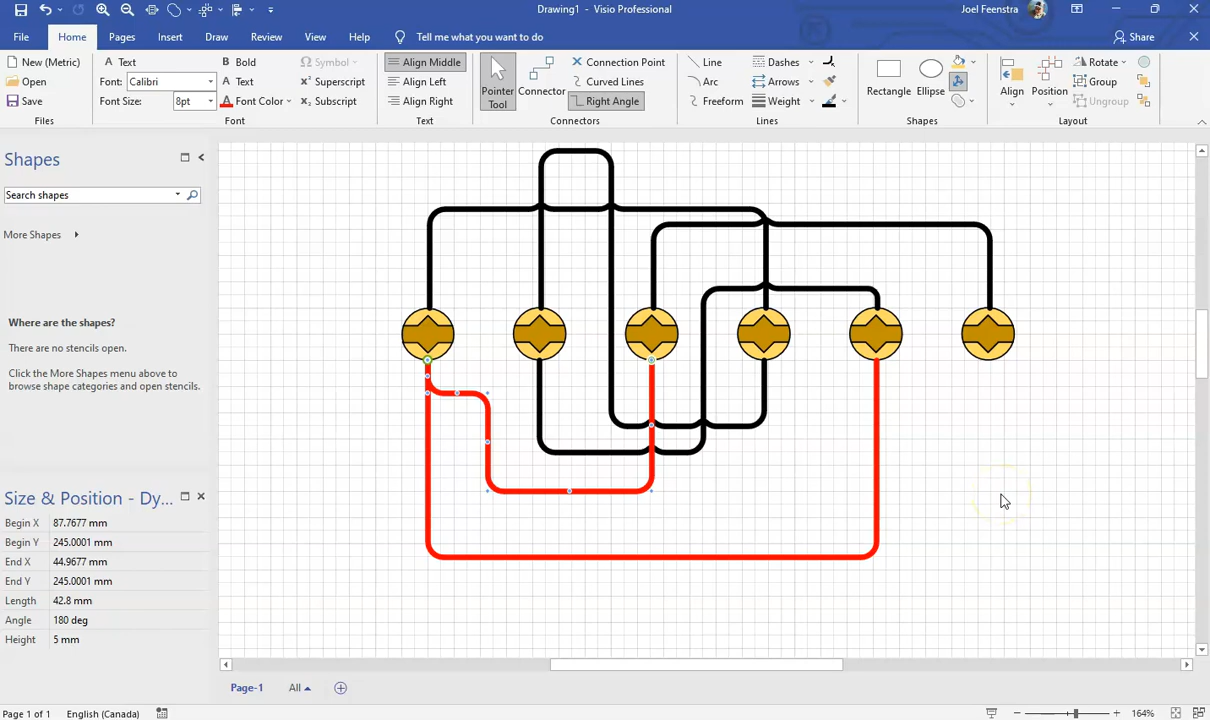 Drawing1 - Visio Professional
Joel Feenstra
File Home Pages Insert Draw Review View Help Tell me what you want to do Share
New (Metric)
Open
Save
Files
Text
Font: Calibri
Font Size: 8pt
Bold
Text
Font Color
Symbol
Superscript
Subscript
Font
Align Middle
Align Left
Align Right
Text
Pointer Tool
Connector
Connection Point
Curved Lines
Right Angle
Connectors
Line
Arc
Freeform
Dashes
Arrows
Weight
Lines
Rectangle
Ellipse
Shapes
Align
Position
Rotate
Group
Ungroup
Layout
Shapes
Search shapes
More Shapes
Where are the shapes?
There are no stencils open.
Click the More Shapes menu above to
browse shape categories and open stencils.
Size & Position - Dy...
Begin X 87.7677 mm
Begin Y 245.0001 mm
End X 44.9677 mm
End Y 245.0001 mm
Length 42.8 mm
Angle 180 deg
Height 5 mm
Page-1 All
Page 1 of 1 English (Canada) 164%